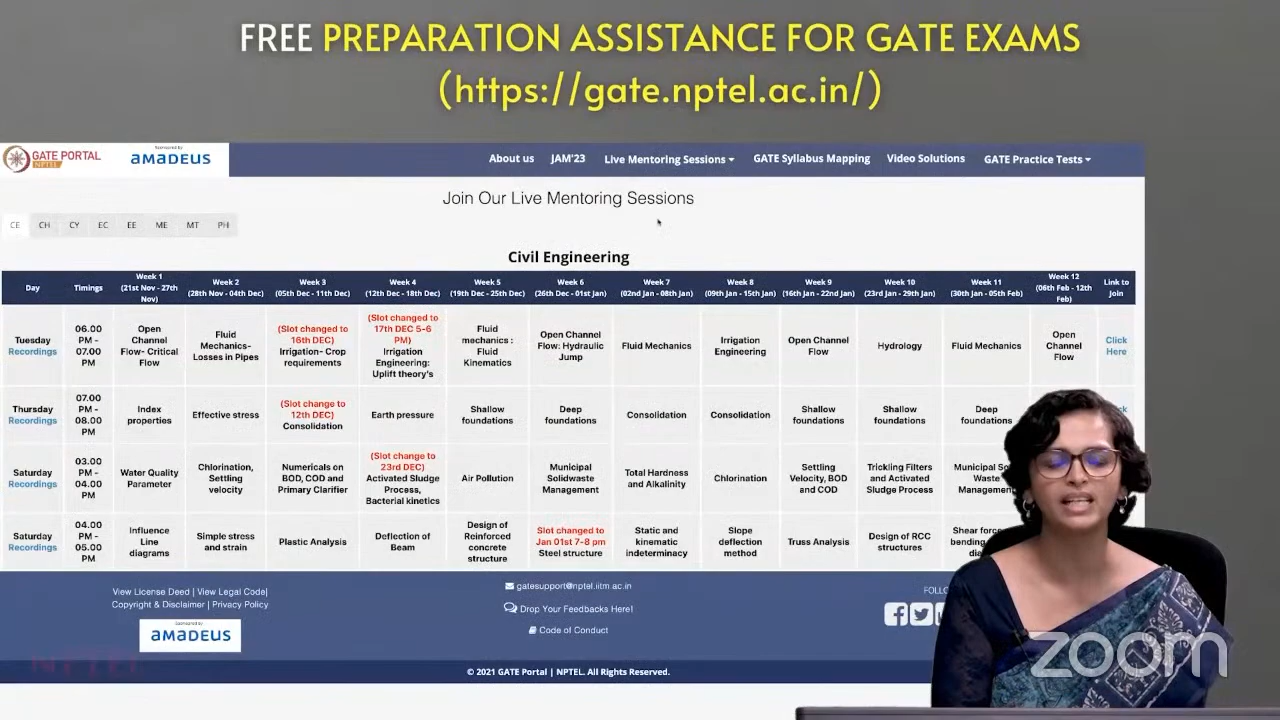 FREE PREPARATION ASSISTANCE FOR GATE EXAMS
(https://gate.nptel.ac.in/)
GATE PORTAL
NPTEL
Sponsored by
amaDEUS
About us
JAM'23
Live Mentoring Sessions
GATE Syllabus Mapping
Video Solutions
GATE Practice Tests
Join Our Live Mentoring Sessions
CE CH CY EC EE ME MT PH
Civil Engineering
Day
Timings
Week 1
(21st Nov - 27th
Nov)
Week 2
(28th Nov - 04th Dec)
Week 3
(05th Dec - 11th Dec)
Week 4
(12th Dec - 18th Dec)
Week 5
(19th Dec - 25th Dec)
Week 6
(26th Dec - 01st Jan)
Week 7
(02nd Jan - 08th Jan)
Week 8
(09th Jan - 15th Jan)
Week 9
(16th Jan - 22nd Jan)
Week 10
(23rd Jan - 29th Jan)
Week 11
(30th Jan - 05th Feb)
Week 12
(06th Feb - 12th
Feb)
Link to
join
Tuesday
Recordings
06.00
PM -
07.00
PM
Open
Channel
Flow- Critical
Flow
Fluid
Mechanics-
Losses in Pipes
(Slot changed to
16th DEC)
Irrigation- Crop
requirements
(Slot changed to
17th DEC 5-6
PM)
Irrigation
Engineering:
Uplift theory's
Fluid
mechanics :
Fluid
Kinematics
Open Channel
Flow: Hydraulic
Jump
Fluid Mechanics
Irrigation
Engineering
Open Channel
Flow
Hydrology
Fluid Mechanics
Open
Channel
Flow
Click
Here
Thursday
Recordings
07.00
PM -
08.00
PM
Index
properties
Effective stress
(Slot change to
12th DEC)
Consolidation
Earth pressure
Shallow
foundations
Deep
foundations
Consolidation
Consolidation
Shallow
foundations
Shallow
foundations
Deep
foundations
Saturday
Recordings
03.00
PM -
04.00
PM
Water Quality
Parameter
Chlorination,
Settling
velocity
Numericals on
BOD, COD and
Primary Clarifier
(Slot change to
23rd DEC)
Activated Sludge
Process,
Bacterial kinetics
Air Pollution
Municipal
Solidwaste
Management
Total Hardness
and Alkalinity
Chlorination
Settling
Velocity, BOD
and COD
Trickling Filters
and Activated
Sludge Process
Municipal So
Waste
Managemen
Saturday
Recordings
04.00
PM -
05.00
PM
Influence
Line
diagrams
Simple stress
and strain
Plastic Analysis
Deflection of
Beam
Design of
Reinforced
concrete
structure
Slot changed to
Jan 01st 7-8 pm
Steel structure
Static and
kinematic
indeterminacy
Slope
deflection
method
Truss Analysis
Design of RCC
structures
Shear forc
bending
dia
View License Deed | View Legal Code|
Copyright & Disclaimer | Privacy Policy
Sponsored by
amaDEUS
gatesupport@nptel.iitm.ac.in
Drop Your Feedbacks Here!
Code of Conduct
FOLL
© 2021 GATE Portal | NPTEL. All Rights Reserved.
NPTEL
zoom